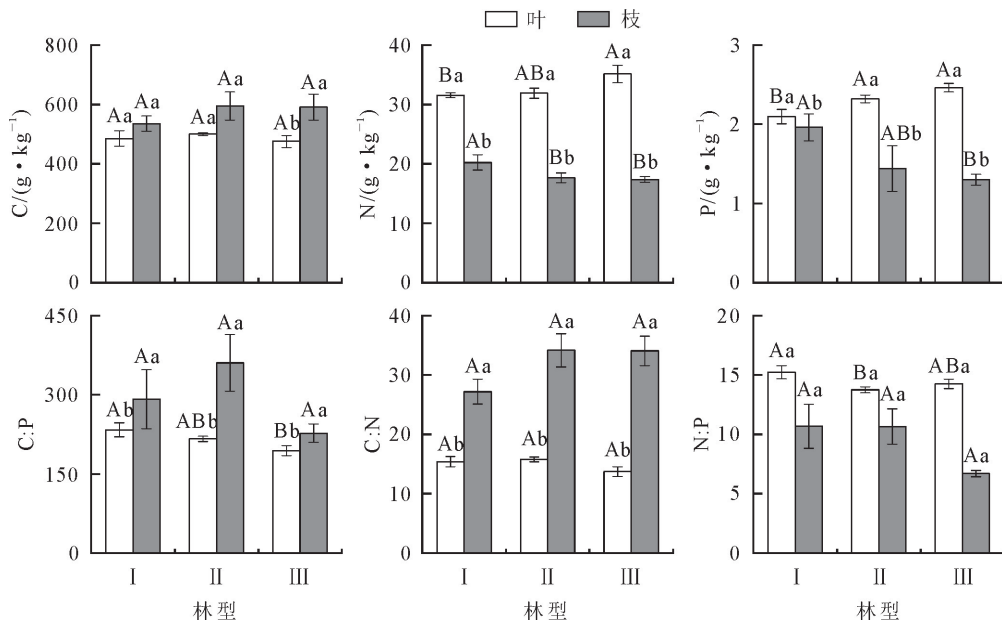 叶 枝
800
600
400
200
0
C/(g·kg⁻¹)
Aa Aa Aa Aa Ab Aa
40
30
20
10
0
N/(g·kg⁻¹)
Ba Ab ABa Bb Aa Bb
3
2
1
0
P/(g·kg⁻¹)
Ba Ab Aa ABb Aa Bb
450
300
150
0
C:P
Ab Aa ABb Aa Bb Aa
I II III
林型
40
30
20
10
0
C:N
Ab Aa Ab Aa Ab Aa
I II III
林型
20
15
10
5
0
N:P
Aa Aa Ba Aa ABa Aa
I II III
林型